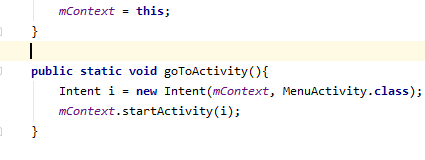 mContext = this;
}
public static void goToActivity(){
Intent i = new Intent(mContext, MenuActivity.class);
mContext.startActivity(i);
}